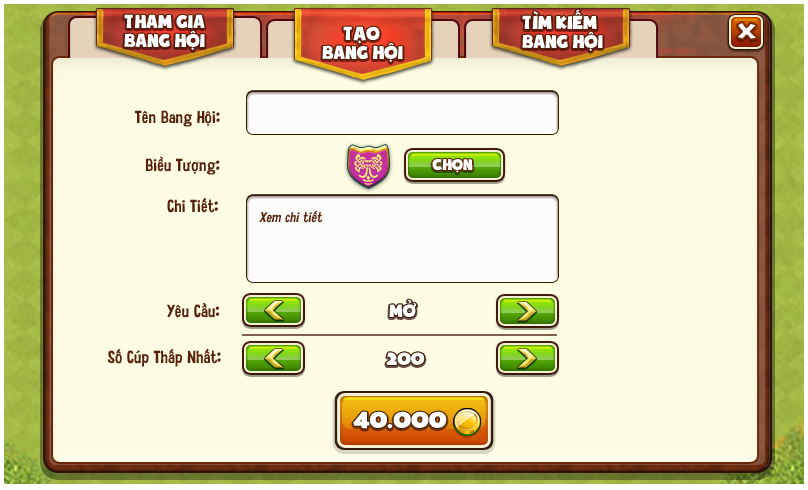 THAM GIA
BANG HỘI
TẠO
BANG HỘI
TÌM KIẾM
BANG HỘI
Tên Bang Hội:
Biểu Tượng:
CHỌN
Chi Tiết:
Xem chi tiết
Yêu Cầu:
MỞ
Số Cúp Thấp Nhất:
200
40.000